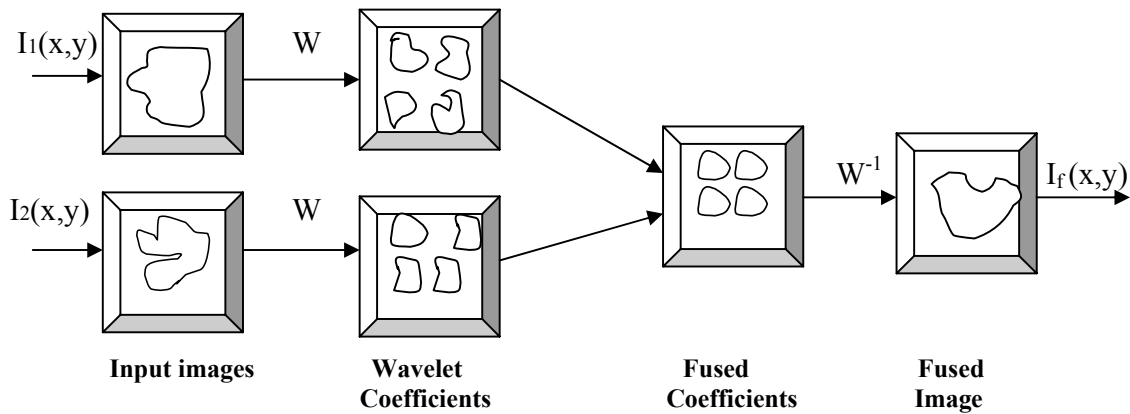 I1(x,y)
W
I2(x,y)
W
W-1
If(x,y)
Input images
Wavelet
Coefficients
Fused
Coefficients
Fused
Image